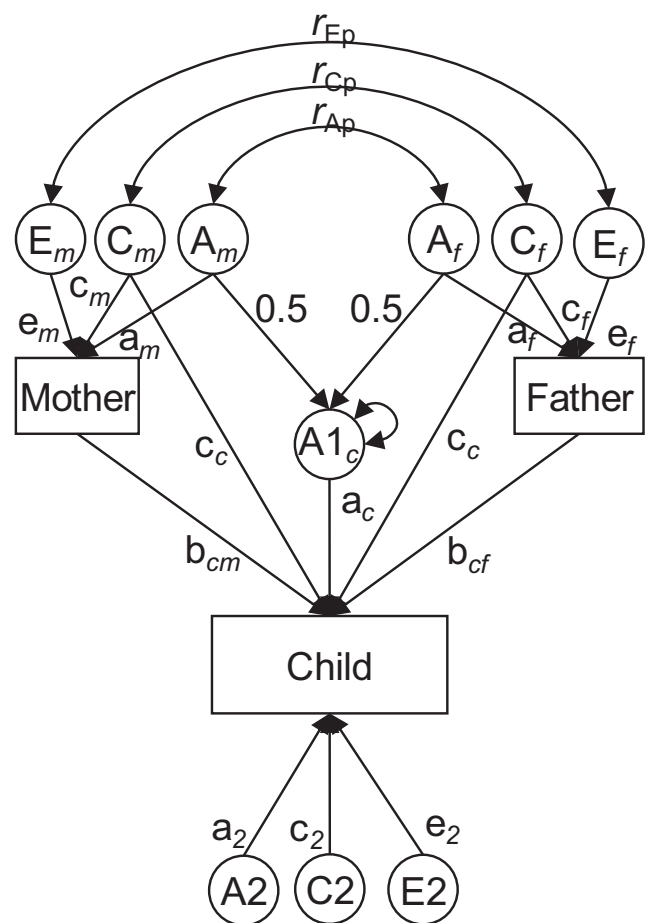 rEp
rCp
rAp
Em Cm Am Af Cf Ef
cm 0.5 0.5 cf
em am af ef
Mother Father
A1c
cc cc
ac
bcm bcf
Child
a2 c2 e2
A2 C2 E2